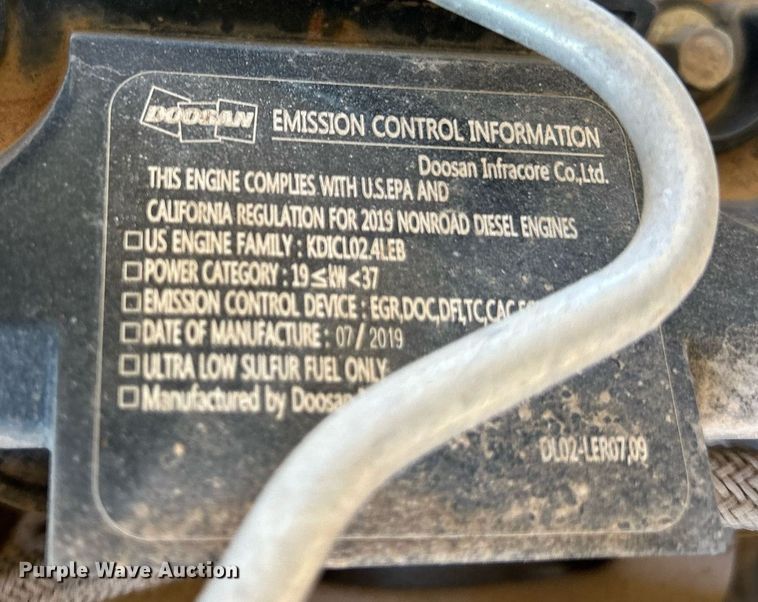 DOOSAN EMISSION CONTROL INFORMATION
Doosan Infracore Co.,Ltd.
THIS ENGINE COMPLIES WITH U.S.EPA AND
CALIFORNIA REGULATION FOR 2019 NONROAD DIESEL ENGINES
□US ENGINE FAMILY : KDICL02.4LEB
□POWER CATEGORY : 19≤kW<37
□EMISSION CONTROL DEVICE : EGR,DOC,DFI,TC,CAC,
□DATE OF MANUFACTURE : 07/2019
□ULTRA LOW SULFUR FUEL ONLY
□Manufactured by Doosan
DL02-LER07,09
Purple Wave Auction